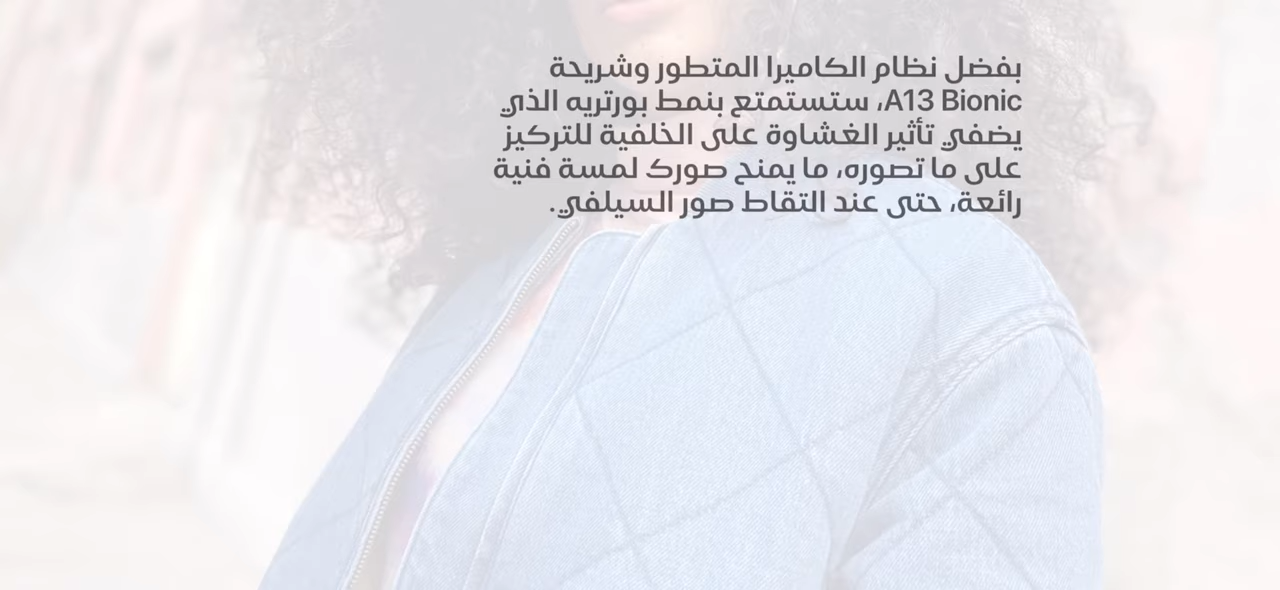 بفضل نظام الكاميرا المتطور وشريحة
A13 Bionic، ستستمتع بنمط بورتريه الذي
يضفي تأثير الغشاوة على الخلفية للتركيز
على ما تصوره، ما يمنح صورك لمسة فنية
رائعة، حتى عند التقاط صور السيلفي.